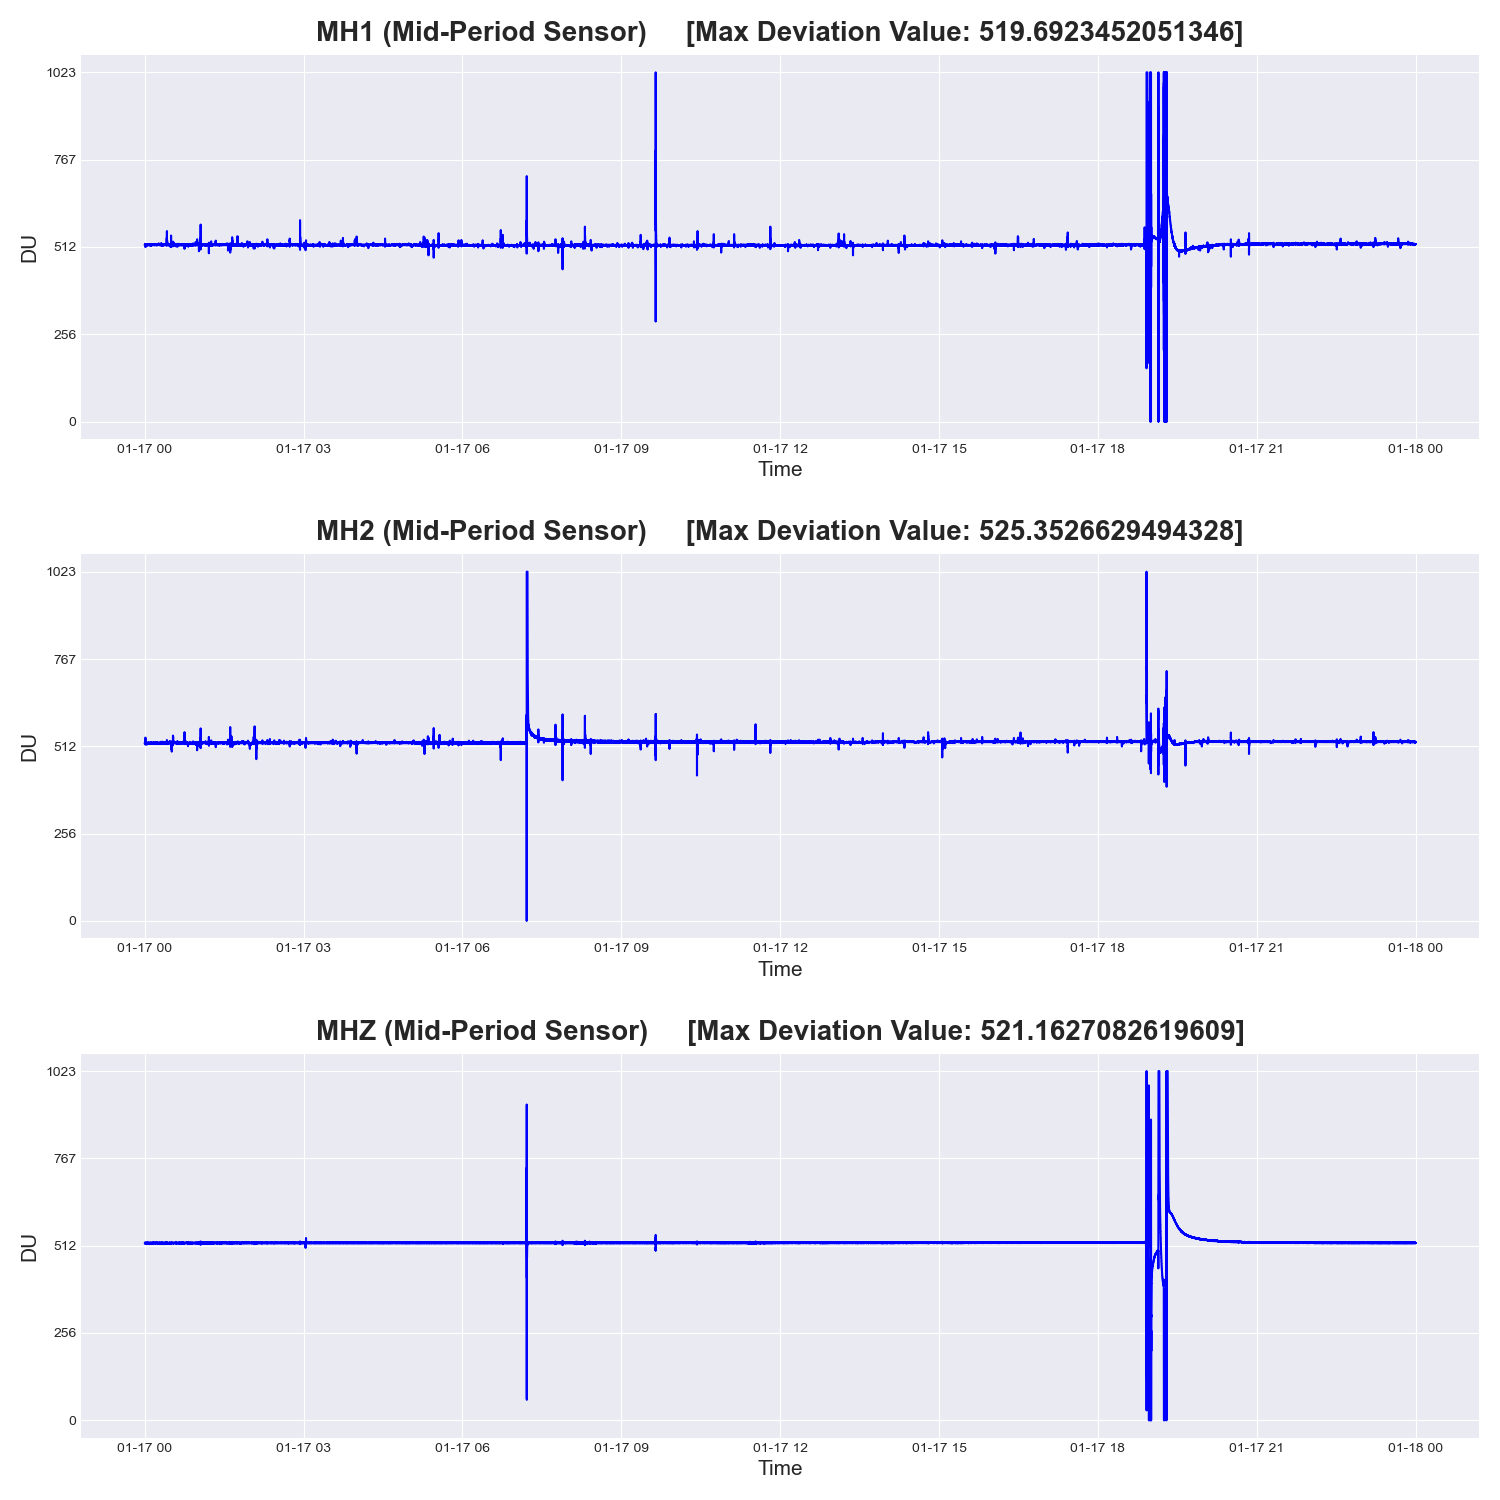 MH1 (Mid-Period Sensor) [Max Deviation Value: 519.6923452051346]
1023
767
512
256
0
DU
01-17 00 01-17 03 01-17 06 01-17 09 01-17 12 01-17 15 01-17 18 01-17 21 01-18 00
Time
MH2 (Mid-Period Sensor) [Max Deviation Value: 525.3526629494328]
1023
767
512
256
0
DU
01-17 00 01-17 03 01-17 06 01-17 09 01-17 12 01-17 15 01-17 18 01-17 21 01-18 00
Time
MHZ (Mid-Period Sensor) [Max Deviation Value: 521.1627082619609]
1023
767
512
256
0
DU
01-17 00 01-17 03 01-17 06 01-17 09 01-17 12 01-17 15 01-17 18 01-17 21 01-18 00
Time